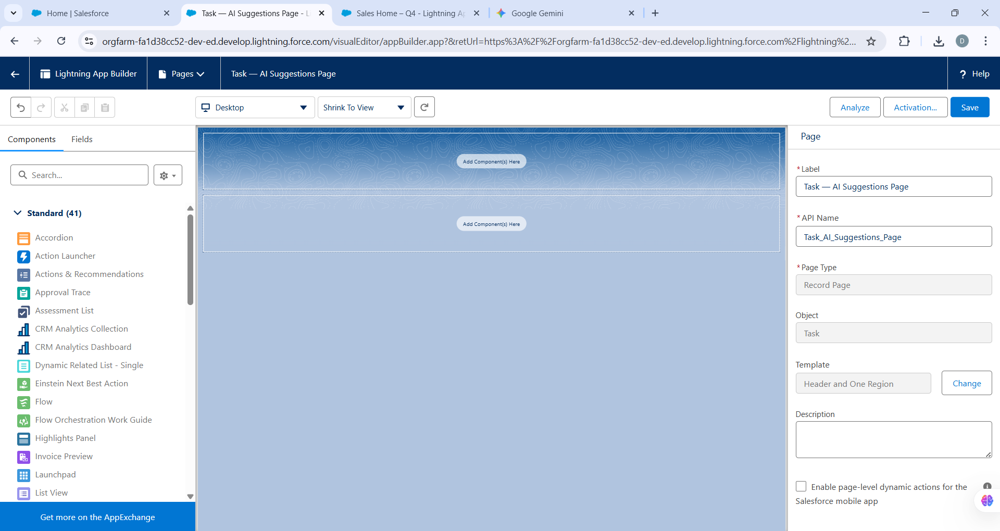 Home | Salesforce
Task — AI Suggestions Page - L
Sales Home – Q4 - Lightning Ap
Google Gemini
orgfarm-fa1d38cc52-dev-ed.develop.lightning.force.com/visualEditor/appBuilder.app?&retUrl=https%3A%2F%2Forgfarm-fa1d38cc52-dev-ed.develop.lightning.force.com%2Flightning%2...
D
Lightning App Builder
Pages
Task — AI Suggestions Page
? Help
Desktop
Shrink To View
Analyze
Activation...
Save
Components
Fields
Search...
Standard (41)
Accordion
Action Launcher
Actions & Recommendations
Approval Trace
Assessment List
CRM Analytics Collection
CRM Analytics Dashboard
Dynamic Related List - Single
Einstein Next Best Action
Flow
Flow Orchestration Work Guide
Highlights Panel
Invoice Preview
Launchpad
List View
Get more on the AppExchange
Add Component(s) Here
Add Component(s) Here
Page
*Label
Task — AI Suggestions Page
*API Name
Task_AI_Suggestions_Page
*Page Type
Record Page
Object
Task
Template
Header and One Region
Change
Description
Enable page-level dynamic actions for the
Salesforce mobile app